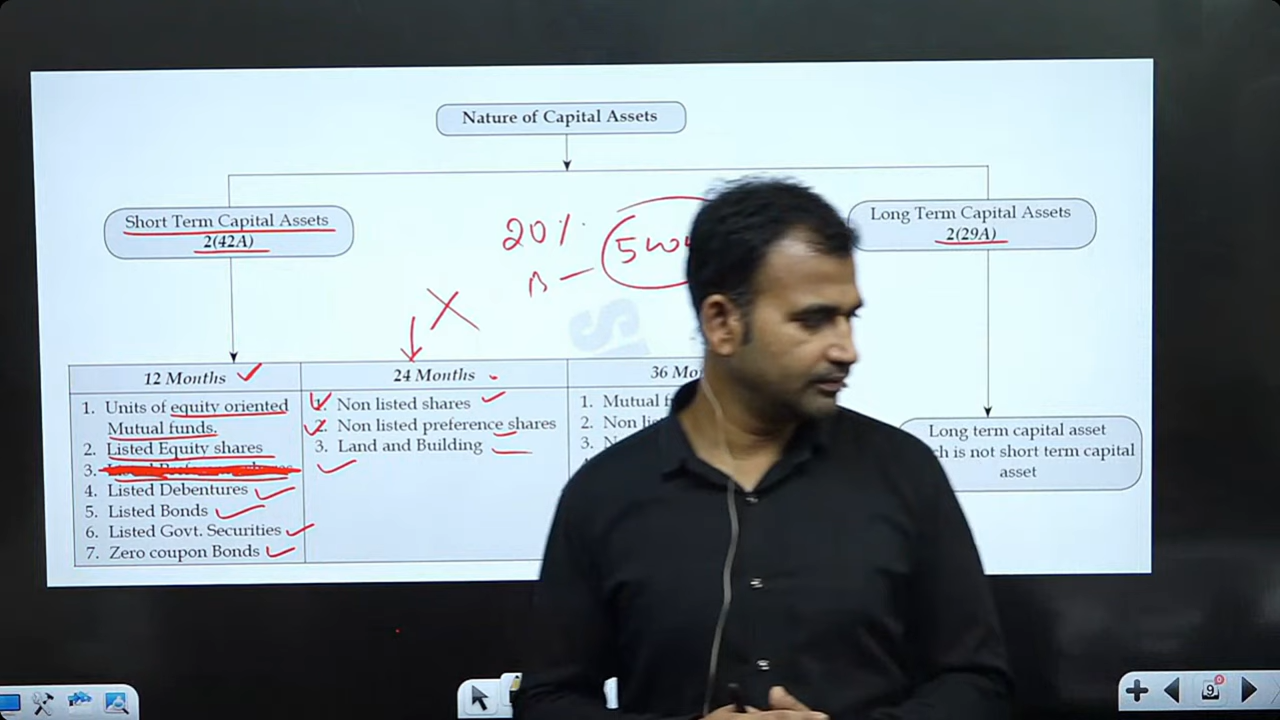 Nature of Capital Assets
Short Term Capital Assets
2(42A)
20%
Long Term Capital Assets
2(29A)
12 Months
24 Months
36
1. Units of equity oriented
Mutual funds.
2. Listed Equity shares
3.
4. Listed Debentures
5. Listed Bonds
6. Listed Govt. Securities
7. Zero coupon Bonds
1. Non listed shares
2. Non listed preference shares
3. Land and Building
1. Mutual
2. Non
3.
Long term capital asset
is not short term capital
asset
9